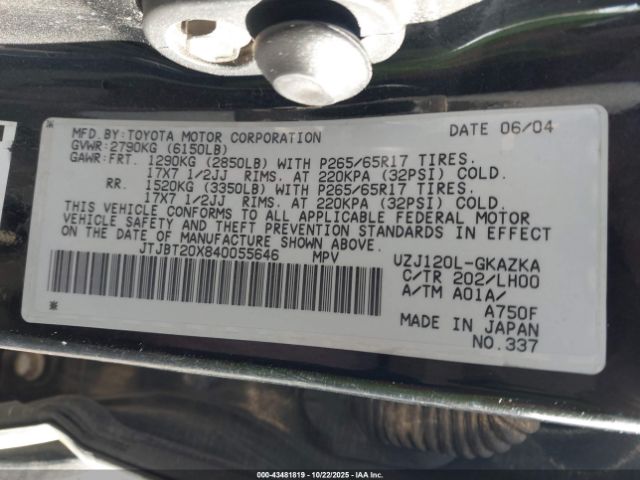 MFD.BY:TOYOTA MOTOR CORPORATION DATE 06/04
GVWR:2790KG (6150LB)
GAWR:FRT. 1290KG (2850LB) WITH P265/65R17 TIRES.
17X7 1/2JJ RIMS. AT 220KPA (32PSI) COLD.
RR. 1520KG (3350LB) WITH P265/65R17 TIRES.
17X7 1/2JJ RIMS. AT 220KPA (32PSI) COLD.
THIS VEHICLE CONFORMS TO ALL APPLICABLE FEDERAL MOTOR
VEHICLE SAFETY AND THEFT PREVENTION STANDARDS IN EFFECT
ON THE DATE OF MANUFACTURE SHOWN ABOVE.
JTJBT20X840055646 MPV UZJ120L-GKAZKA
C/TR 202/LH00
A/TM A01A/
A750F
MADE IN JAPAN
NO.337
00-43481819 10/22/2025 Copyright IAA, LLC.